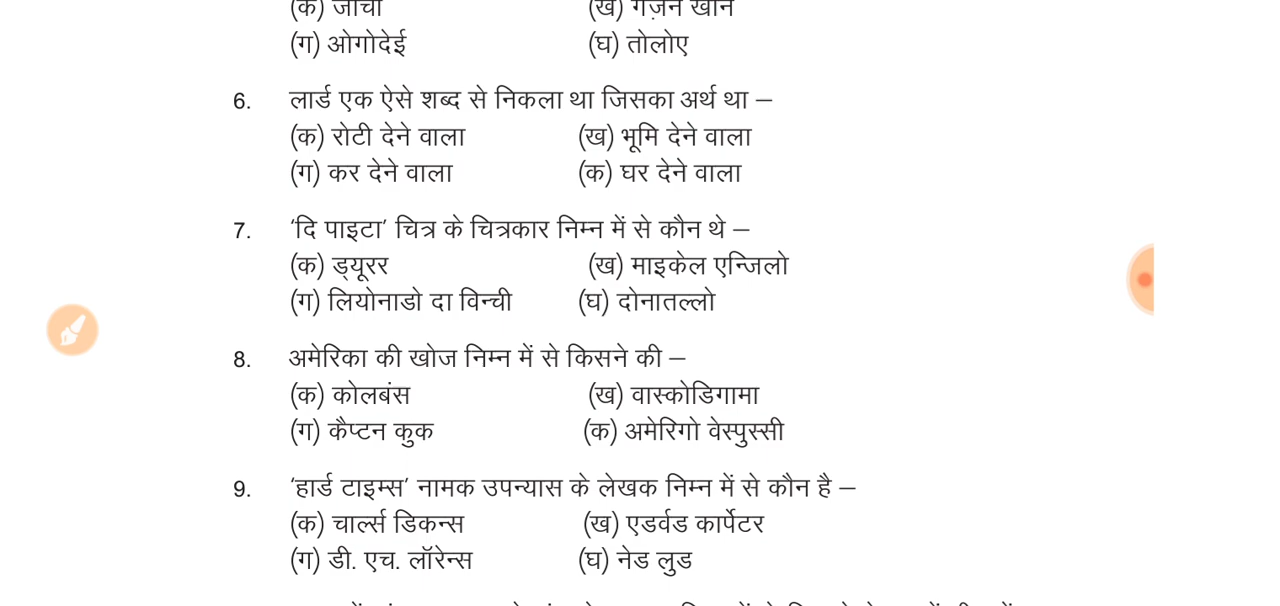 (क) जोची (ख) गज़न खान
(ग) ओगोदेई (घ) तोलोए
6. लार्ड एक ऐसे शब्द से निकला था जिसका अर्थ था –
(क) रोटी देने वाला (ख) भूमि देने वाला
(ग) कर देने वाला (क) घर देने वाला
7. ‘दि पाइटा’ चित्र के चित्रकार निम्न में से कौन थे –
(क) ड्यूरर (ख) माइकेल एन्जिलो
(ग) लियोनाडो दा विन्ची (घ) दोनातल्लो
8. अमेरिका की खोज निम्न में से किसने की –
(क) कोलबंस (ख) वास्कोडिगामा
(ग) कैप्टन कुक (क) अमेरिगो वेस्पुस्सी
9. ‘हार्ड टाइम्स’ नामक उपन्यास के लेखक निम्न में से कौन है –
(क) चार्ल्स डिकन्स (ख) एडर्वड कार्पेटर
(ग) डी. एच. लॉरेन्स (घ) नेड लुड